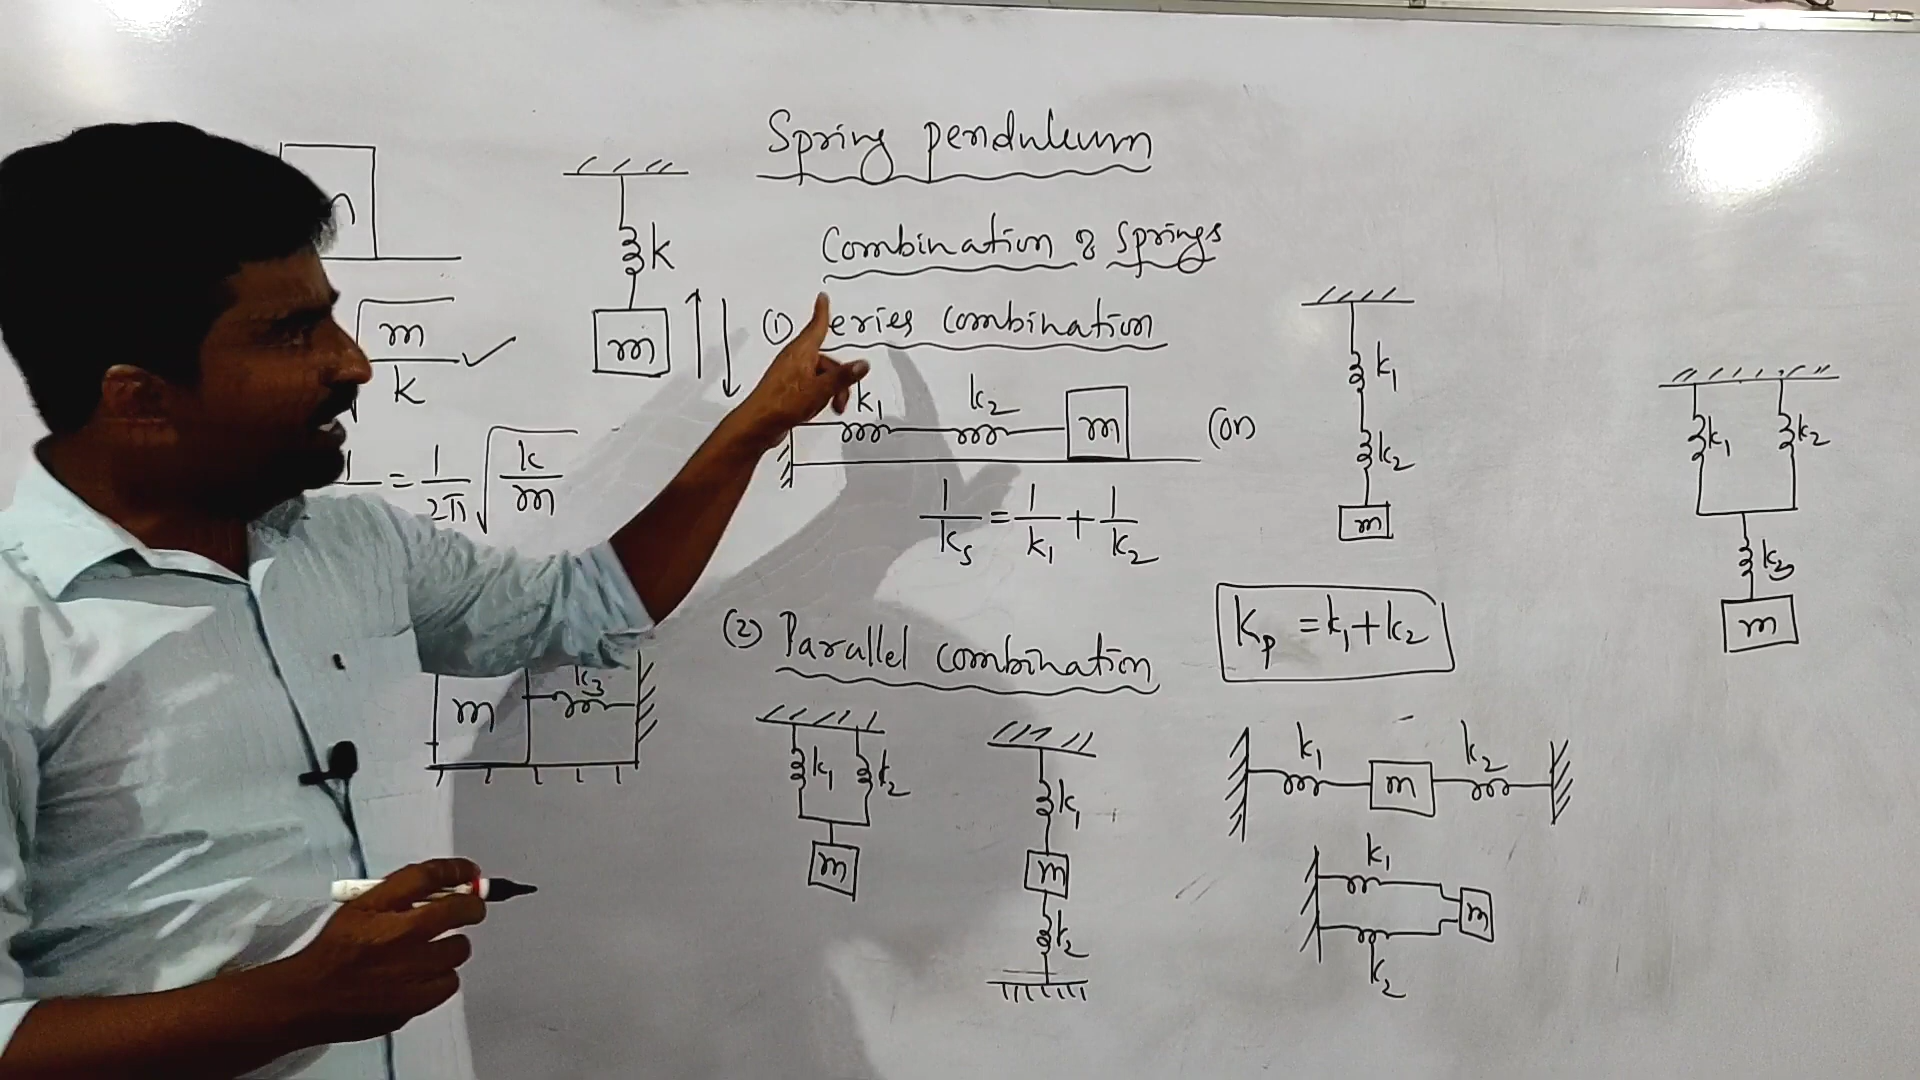 Spring penduleum
Combination of Springs
(1) eries combination
k1 k2 m (or)
1/ks = 1/k1 + 1/k2
k1
k2
m
k1 k2
k3
m
k
m
√m/k ✓
1/ = 1/2π √k/m
(2) Parallel combination
Kp = k1 + k2
m k3
k1 k2
m
k1
m
k2
k1 m k2
k1
m
k2